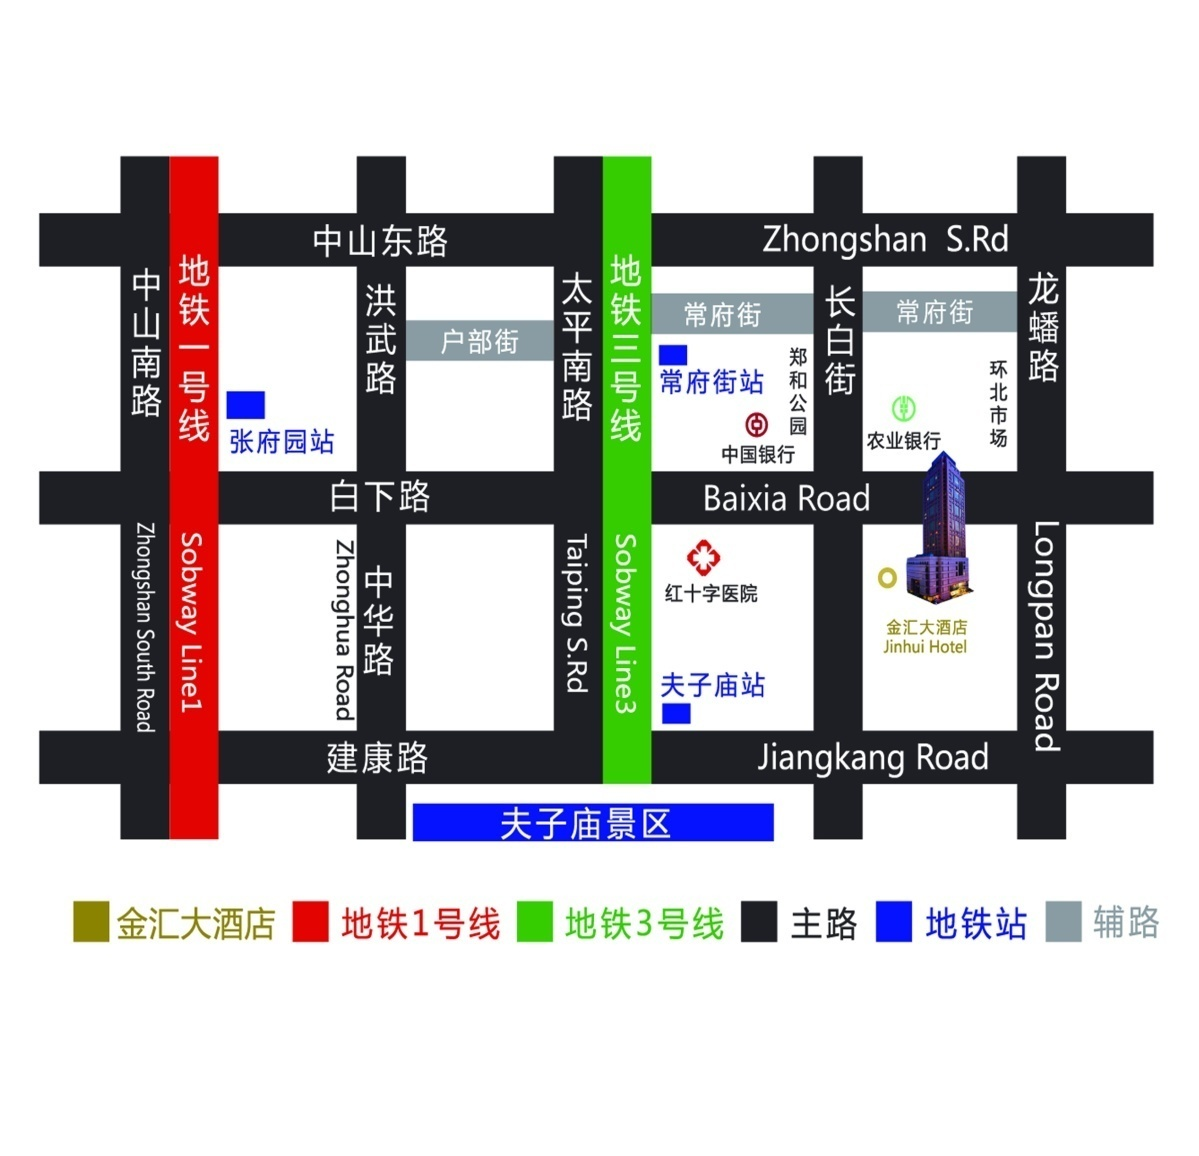 中山东路
Zhongshan S.Rd
中山南路
地铁一号线
洪武路
户部街
太平南路
地铁三号线
常府街
长白街
常府街
龙蟠路
张府园站
常府街站
郑和公园
中国银行
农业银行
环北市场
白下路
Baixia Road
Zhongshan South Road
Sobway Line1
Zhonghua Road
中华路
Taiping S.Rd
Sobway Line3
红十字医院
夫子庙站
金汇大酒店
Jinhui Hotel
Longpan Road
建康路
Jiangkang Road
夫子庙景区
金汇大酒店
地铁1号线
地铁3号线
主路
地铁站
辅路